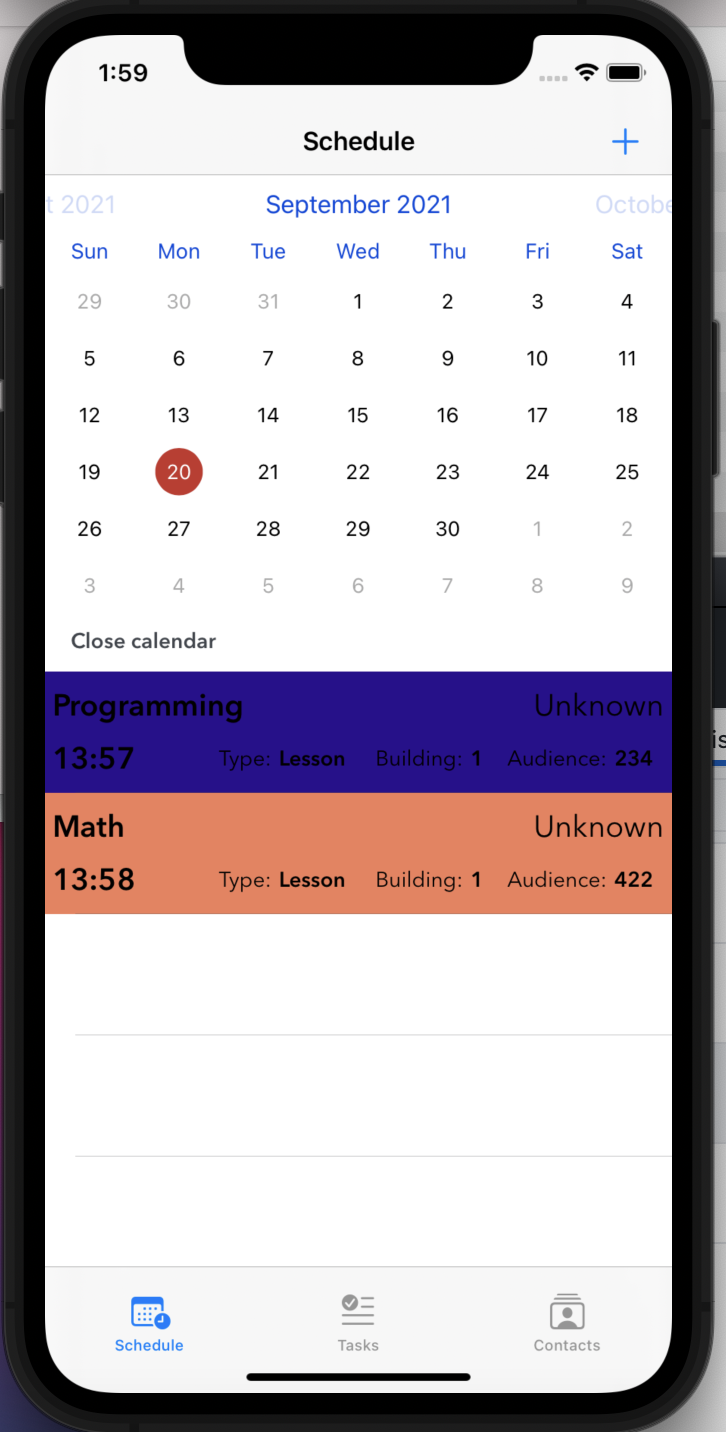 1:59
Schedule +
t 2021 September 2021 Octobe
Sun Mon Tue Wed Thu Fri Sat
29 30 31 1 2 3 4
5 6 7 8 9 10 11
12 13 14 15 16 17 18
19 20 21 22 23 24 25
26 27 28 29 30 1 2
3 4 5 6 7 8 9
Close calendar
Programming Unknown
13:57 Type: Lesson Building: 1 Audience: 234
is
Math Unknown
13:58 Type: Lesson Building: 1 Audience: 422
Schedule Tasks Contacts